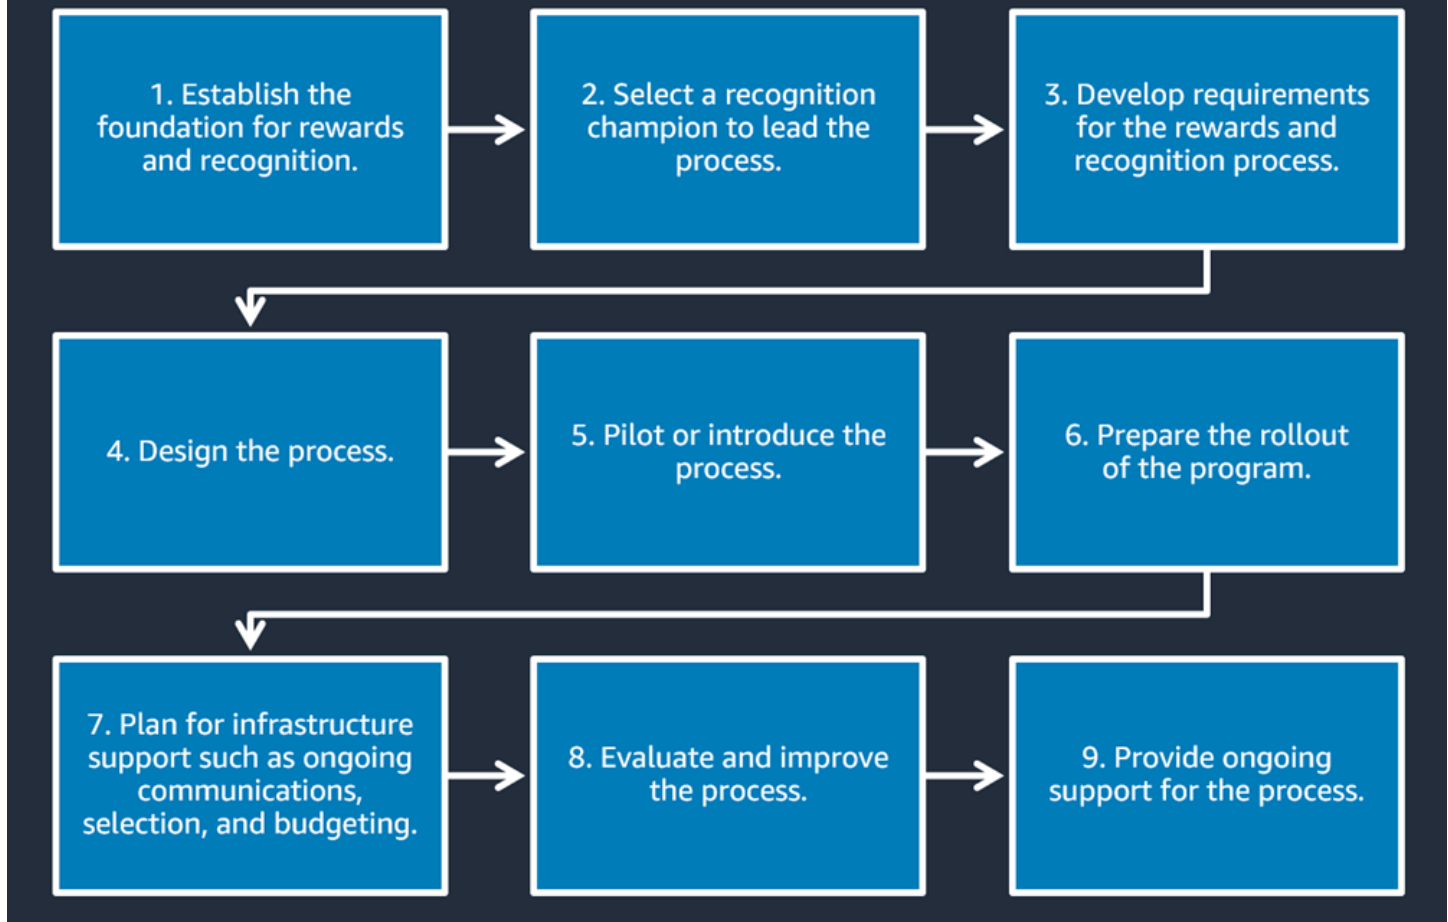 1. Establish the
foundation for rewards
and recognition.
2. Select a recognition
champion to lead the
process.
3. Develop requirements
for the rewards and
recognition process.
4. Design the process.
5. Pilot or introduce the
process.
6. Prepare the rollout
of the program.
7. Plan for infrastructure
support such as ongoing
communications,
selection, and budgeting.
8. Evaluate and improve
the process.
9. Provide ongoing
support for the process.